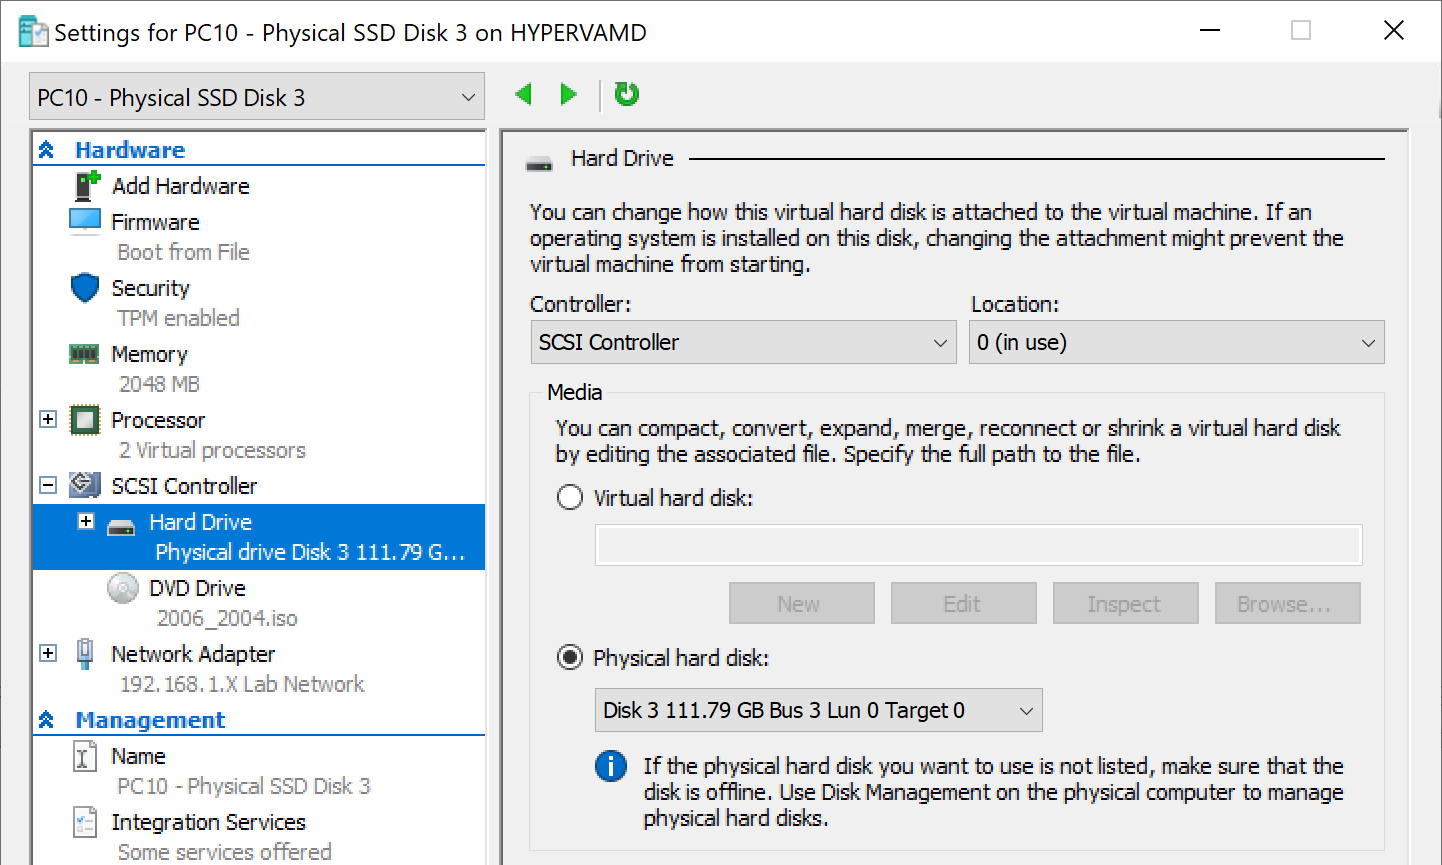 Settings for PC10 - Physical SSD Disk 3 on HYPERVAMD
PC10 - Physical SSD Disk 3
Hardware
Add Hardware
Firmware
Boot from File
Security
TPM enabled
Memory
2048 MB
Processor
2 Virtual processors
SCSI Controller
Hard Drive
Physical drive Disk 3 111.79 G...
DVD Drive
2006_2004.iso
Network Adapter
192.168.1.X Lab Network
Management
Name
PC10 - Physical SSD Disk 3
Integration Services
Some services offered
Hard Drive
You can change how this virtual hard disk is attached to the virtual machine. If an
operating system is installed on this disk, changing the attachment might prevent the
virtual machine from starting.
Controller:
Location:
SCSI Controller
0 (in use)
Media
You can compact, convert, expand, merge, reconnect or shrink a virtual hard disk
by editing the associated file. Specify the full path to the file.
Virtual hard disk:
New
Edit
Inspect
Browse...
Physical hard disk:
Disk 3 111.79 GB Bus 3 Lun 0 Target 0
If the physical hard disk you want to use is not listed, make sure that the
disk is offline. Use Disk Management on the physical computer to manage
physical hard disks.